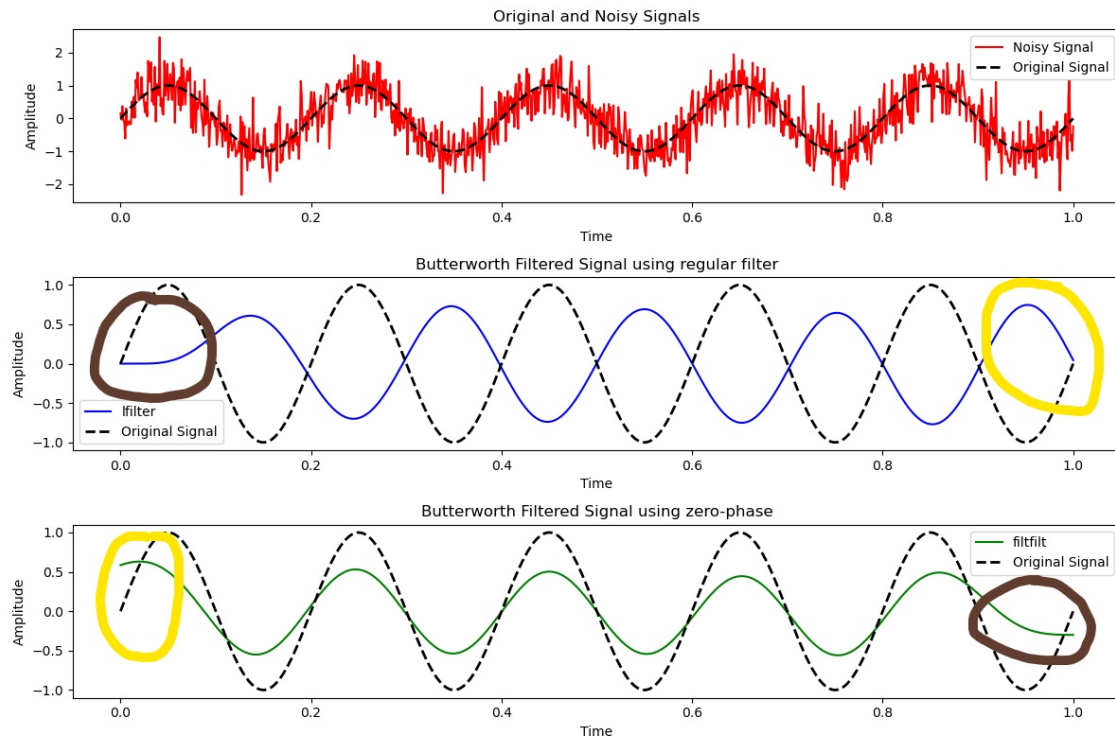 Original and Noisy Signals
Amplitude
2
1
0
−1
−2
Noisy Signal
Original Signal
0.0 0.2 0.4 0.6 0.8 1.0
Time
Butterworth Filtered Signal using regular filter
Amplitude
1.0
0.5
0.0
−0.5
−1.0
lfilter
Original Signal
0.0 0.2 0.4 0.6 0.8 1.0
Time
Butterworth Filtered Signal using zero-phase
Amplitude
1.0
0.5
0.0
−0.5
−1.0
filtfilt
Original Signal
0.0 0.2 0.4 0.6 0.8 1.0
Time